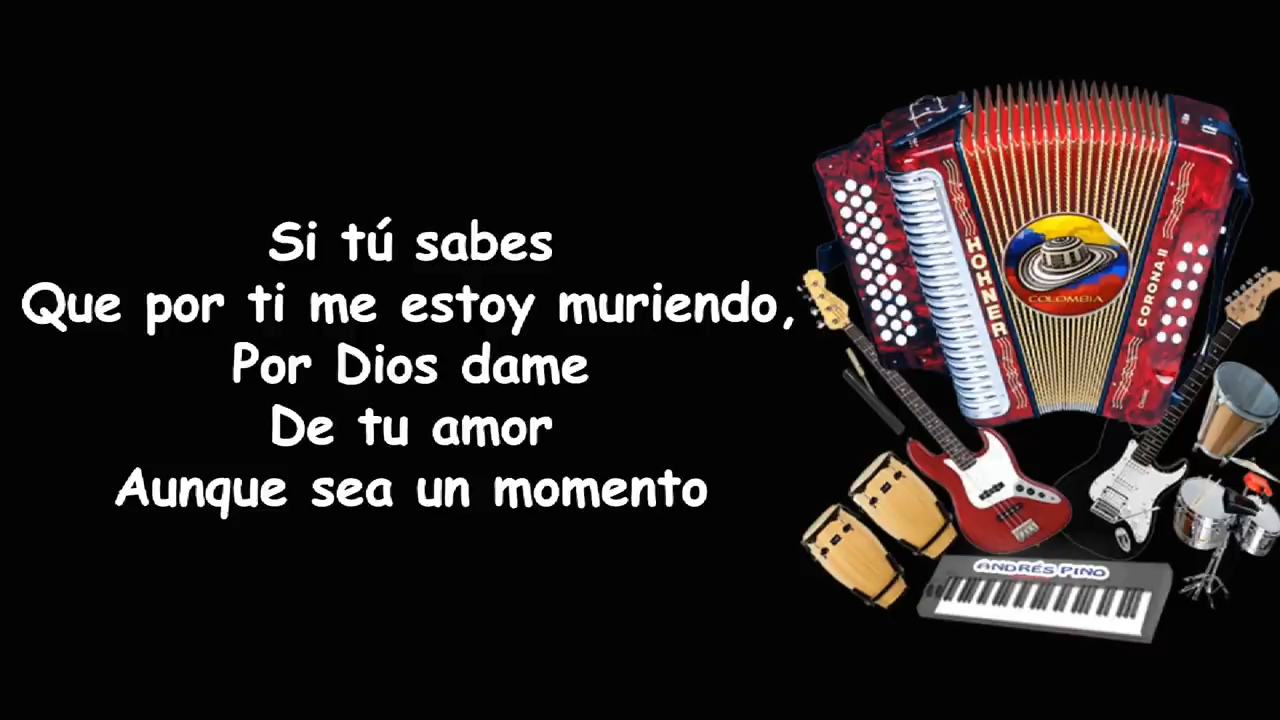 Si tú sabes
Que por ti me estoy muriendo,
Por Dios dame
De tu amor
Aunque sea un momento
HOHNER
COLOMBIA
CORONA II
ANDRÉS PINO